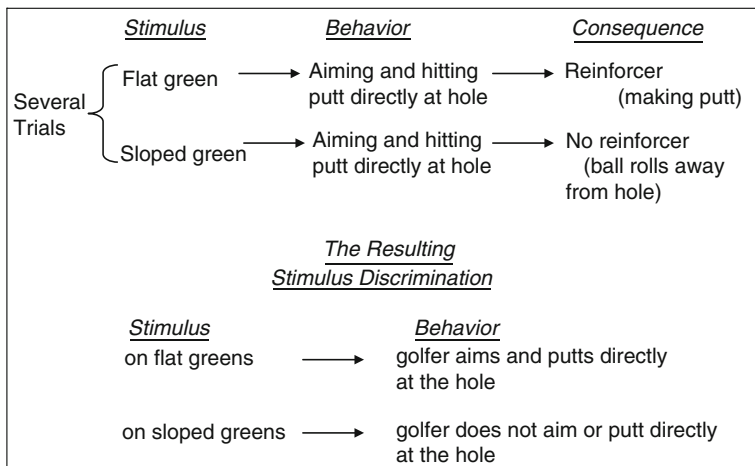 Stimulus Behavior Consequence
Several Trials
Flat green Aiming and hitting putt directly at hole Reinforcer (making putt)
Sloped green Aiming and hitting putt directly at hole No reinforcer (ball rolls away from hole)
The Resulting
Stimulus Discrimination
Stimulus Behavior
on flat greens golfer aims and putts directly
at the hole
on sloped greens golfer does not aim or putt directly
at the hole